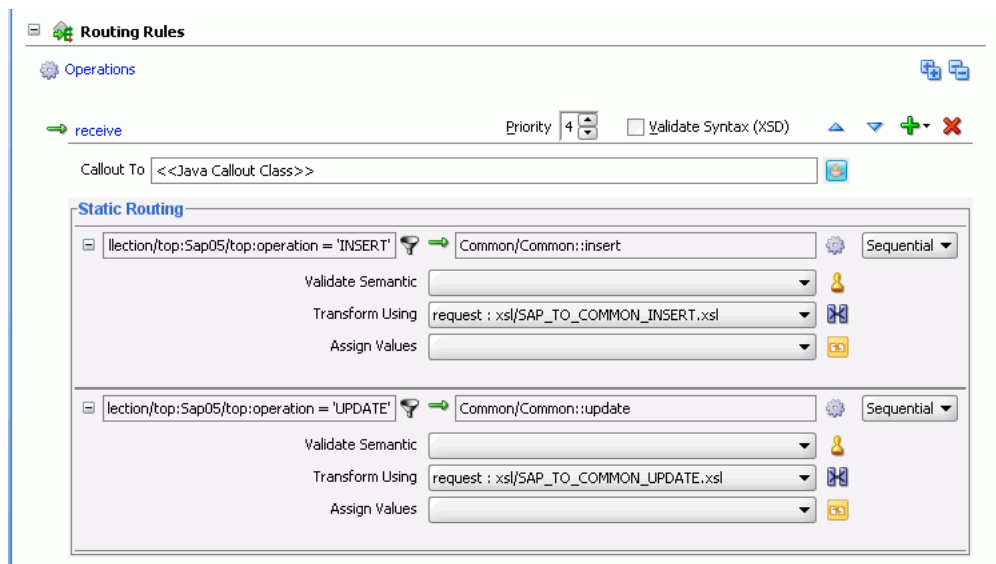 Routing Rules
Operations
receive Priority 4 Validate Syntax (XSD)
Callout To <<Java Callout Class>>
Static Routing
llection/top:Sap05/top:operation = 'INSERT' Common/Common::insert Sequential
Validate Semantic
Transform Using request : xsl/SAP_TO_COMMON_INSERT.xsl
Assign Values
lection/top:Sap05/top:operation = 'UPDATE' Common/Common::update Sequential
Validate Semantic
Transform Using request : xsl/SAP_TO_COMMON_UPDATE.xsl
Assign Values